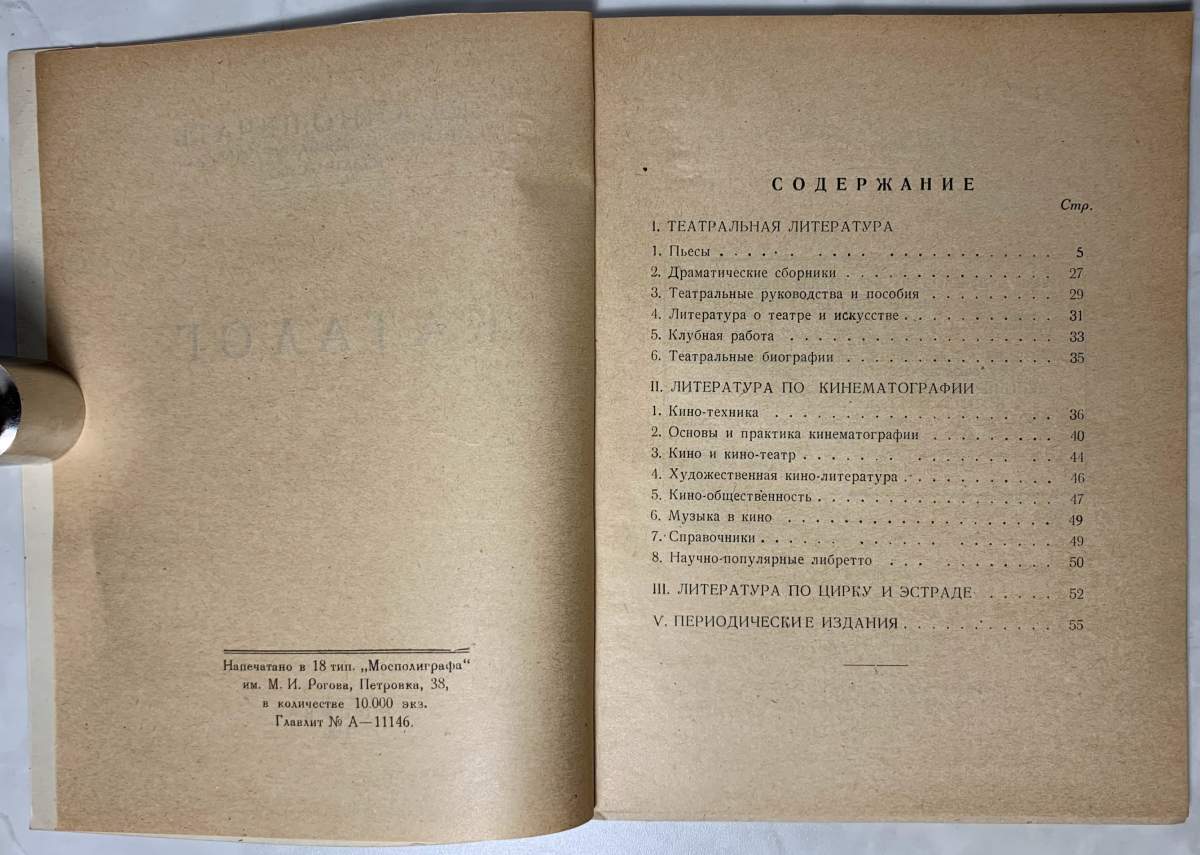 Напечатано в 18 тип. „Мосполиграфа"
им. М. И. Рогова, Петровка, 38,
в количестве 10.000 экз.
Главлит № А—11146.
СОДЕРЖАНИЕ
Стр.
I. ТЕАТРАЛЬНАЯ ЛИТЕРАТУРА
1. Пьесы . . . . . . . . . . . . . . . . . . . 5
2. Драматические сборники . . . . . . . . . . . . . 27
3. Театральные руководства и пособия . . . . . . . . 29
4. Литература о театре и искусстве . . . . . . . . . 31
5. Клубная работа . . . . . . . . . . . . . . . . 33
6. Театральные биографии . . . . . . . . . . . . . 35
II. ЛИТЕРАТУРА ПО КИНЕМАТОГРАФИИ
1. Кино-техника . . . . . . . . . . . . . . . . . 36
2. Основы и практика кинематографии . . . . . . . . 40
3. Кино и кино-театр . . . . . . . . . . . . . . . 44
4. Художественная кино-литература . . . . . . . . . 46
5. Кино-общественность . . . . . . . . . . . . . . 47
6. Музыка в кино . . . . . . . . . . . . . . . . 49
7. Справочники . . . . . . . . . . . . . . . . . 49
8. Научно-популярные либретто . . . . . . . . . . . 50
III. ЛИТЕРАТУРА ПО ЦИРКУ И ЭСТРАДЕ . . . . . 52
V. ПЕРИОДИЧЕСКИЕ ИЗДАНИЯ . . . . . . . . . . 55